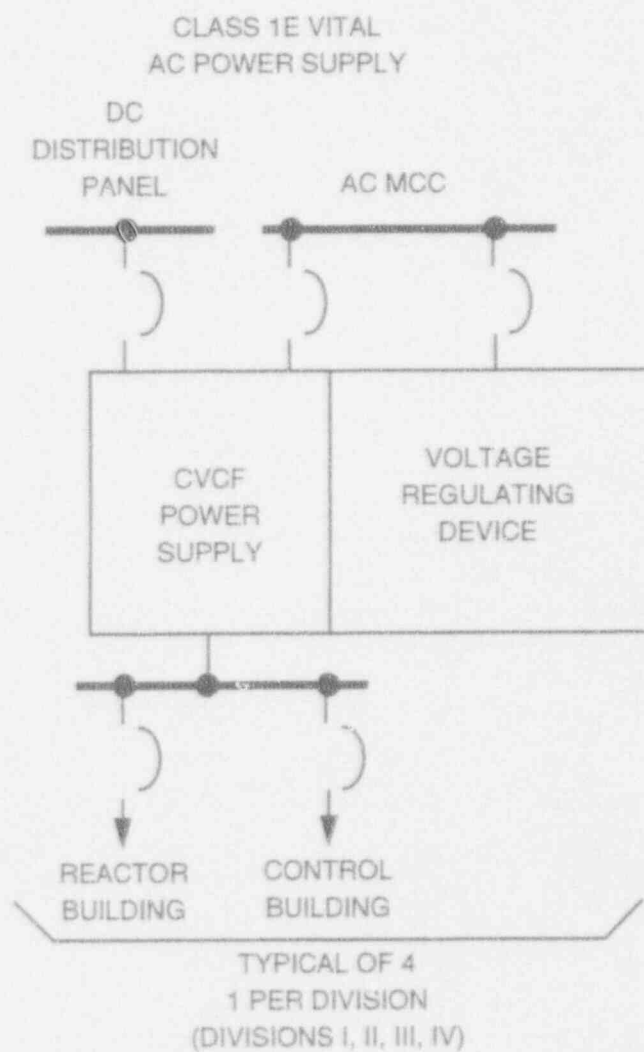 CLASS 1E VITAL
AC POWER SUPPLY
DC
DISTRIBUTION
PANEL
AC MCC
CVCF
POWER
SUPPLY
VOLTAGE
REGULATING
DEVICE
REACTOR
BUILDING
CONTROL
BUILDING
TYPICAL OF 4
1 PER DIVISION
(DIVISIONS I, II, III, IV)